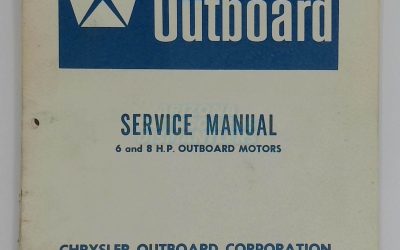 Outboard
SERVICE MANUAL
6 and 8 H.P. OUTBOARD MOTORS
CHRYSLER OUTBOARD CORPORATION